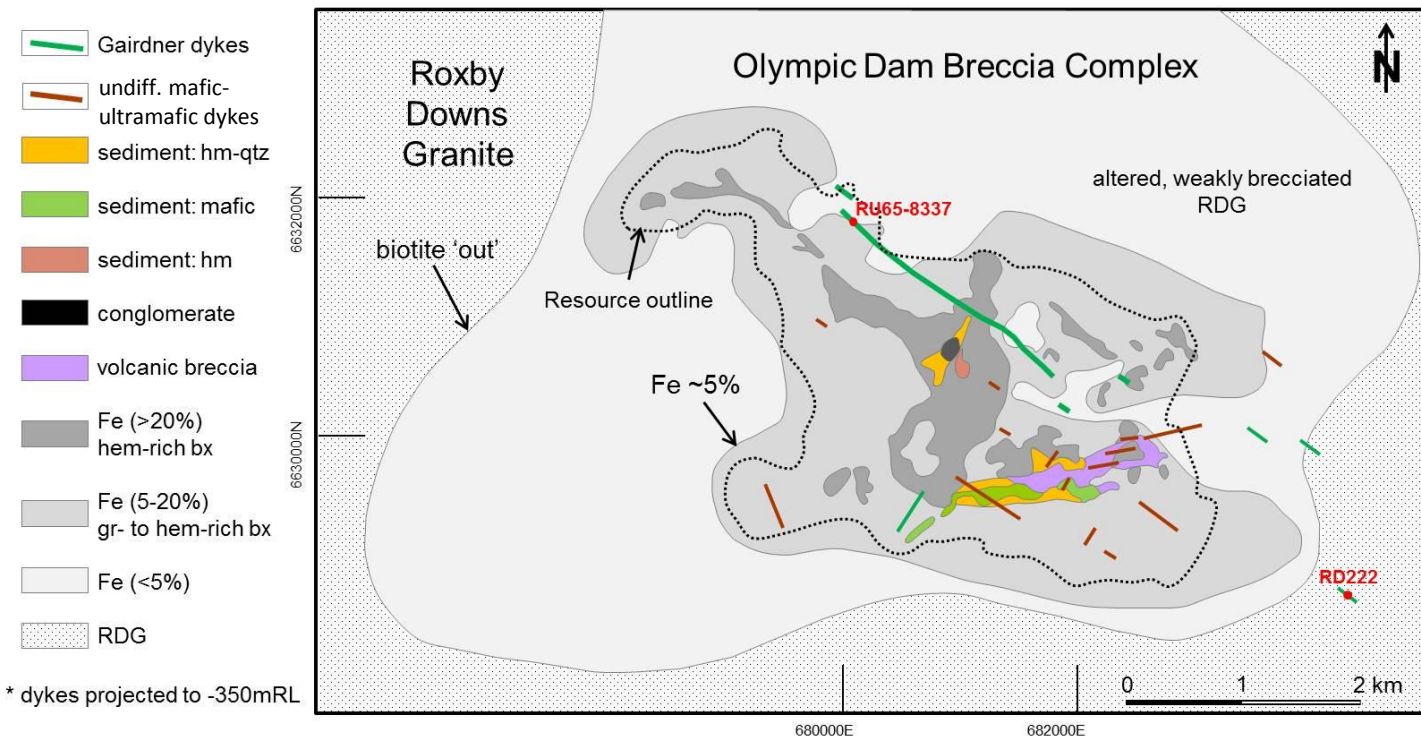 Gairdner dykes
undiff. mafic-
ultramafic dykes
sediment: hm-qtz
sediment: mafic
sediment: hm
conglomerate
volcanic breccia
Fe (>20%)
hem-rich bx
Fe (5-20%)
gr- to hem-rich bx
Fe (<5%)
RDG
* dykes projected to -350mRL
Roxby
Downs
Granite
Olympic Dam Breccia Complex
N
altered, weakly brecciated
RDG
6632000N
RU65-8337
biotite ‘out’
Resource outline
Fe ~5%
6630000N
RD222
0 1 2 km
680000E
682000E